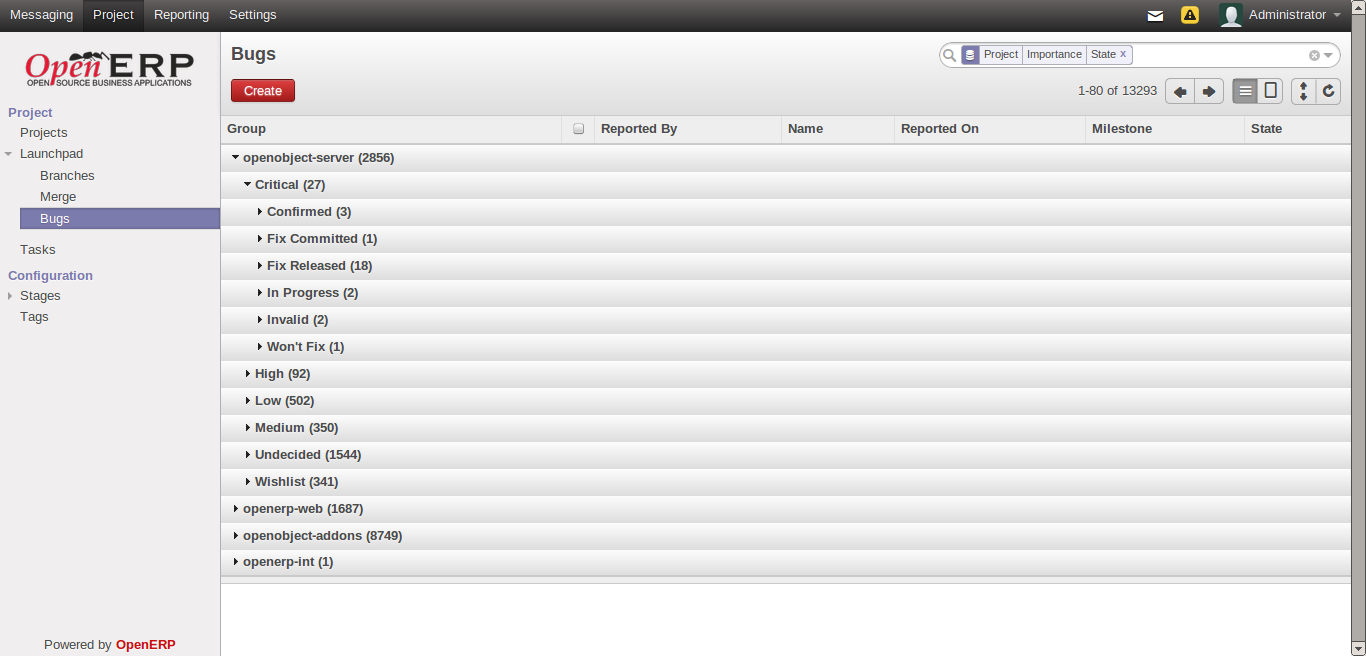 Messaging Project Reporting Settings Administrator
OpenERP
OPEN SOURCE BUSINESS APPLICATIONS
Project
Projects
Launchpad
Branches
Merge
Bugs
Tasks
Configuration
Stages
Tags
Powered by OpenERP
Bugs
Project Importance State x
Create
1-80 of 13293
Group Reported By Name Reported On Milestone State
openobject-server (2856)
Critical (27)
Confirmed (3)
Fix Committed (1)
Fix Released (18)
In Progress (2)
Invalid (2)
Won't Fix (1)
High (92)
Low (502)
Medium (350)
Undecided (1544)
Wishlist (341)
openerp-web (1687)
openobject-addons (8749)
openerp-int (1)